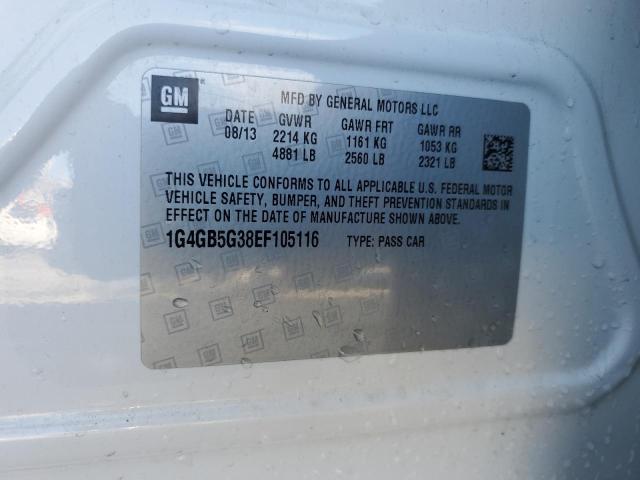 GM
MFD BY GENERAL MOTORS LLC
DATE GVWR GAWR FRT GAWR RR
08/13 2214 KG 1161 KG 1053 KG
4881 LB 2560 LB 2321 LB
THIS VEHICLE CONFORMS TO ALL APPLICABLE U.S. FEDERAL MOTOR
VEHICLE SAFETY, BUMPER, AND THEFT PREVENTION STANDARDS IN
EFFECT ON THE DATE OF MANUFACTURE SHOWN ABOVE.
1G4GB5G38EF105116 TYPE: PASS CAR